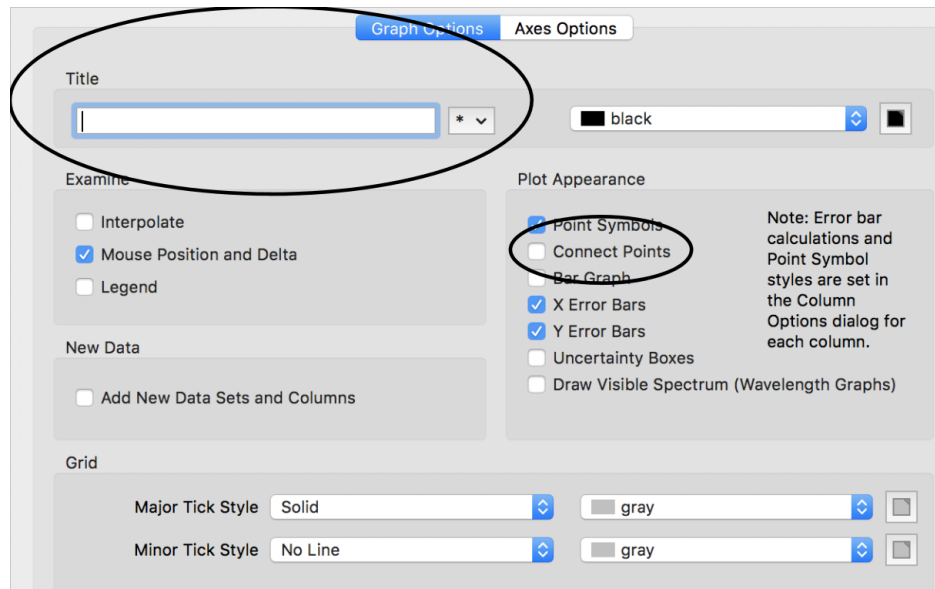 Graph Options
Axes Options
Title
*
black
Examine
Interpolate
Mouse Position and Delta
Legend
Plot Appearance
Point Symbols
Connect Points
Bar Graph
X Error Bars
Y Error Bars
Uncertainty Boxes
Draw Visible Spectrum (Wavelength Graphs)
Note: Error bar
calculations and
Point Symbol
styles are set in
the Column
Options dialog for
each column.
New Data
Add New Data Sets and Columns
Grid
Major Tick Style Solid gray
Minor Tick Style No Line gray